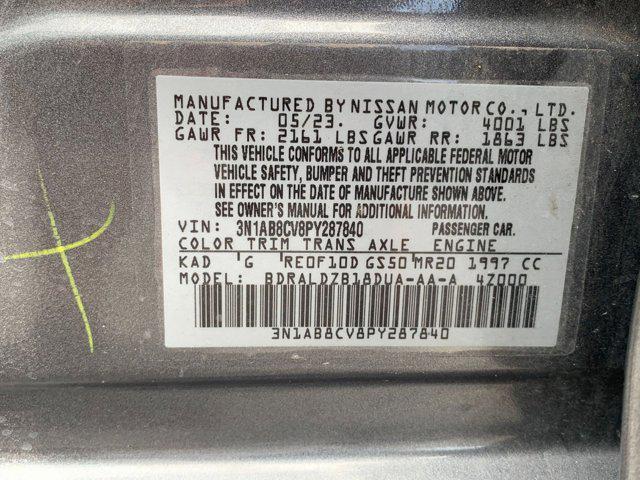 MANUFACTURED BY NISSAN MOTOR CO., LTD.
DATE: 05/23. GVWR: 4001 LBS
GAWR FR: 2161 LBS GAWR RR: 1863 LBS
THIS VEHICLE CONFORMS TO ALL APPLICABLE FEDERAL MOTOR
VEHICLE SAFETY, BUMPER AND THEFT PREVENTION STANDARDS
IN EFFECT ON THE DATE OF MANUFACTURE SHOWN ABOVE.
SEE OWNER'S MANUAL FOR ADDITIONAL INFORMATION.
VIN: 3N1AB8CV8PY287840 PASSENGER CAR.
COLOR TRIM TRANS AXLE ENGINE
KAD G RE0F10D GS50 MR20 1997 CC
MODEL: BDRALDZB18DUA-AA-A 4Z000
3N1AB8CV8PY287840